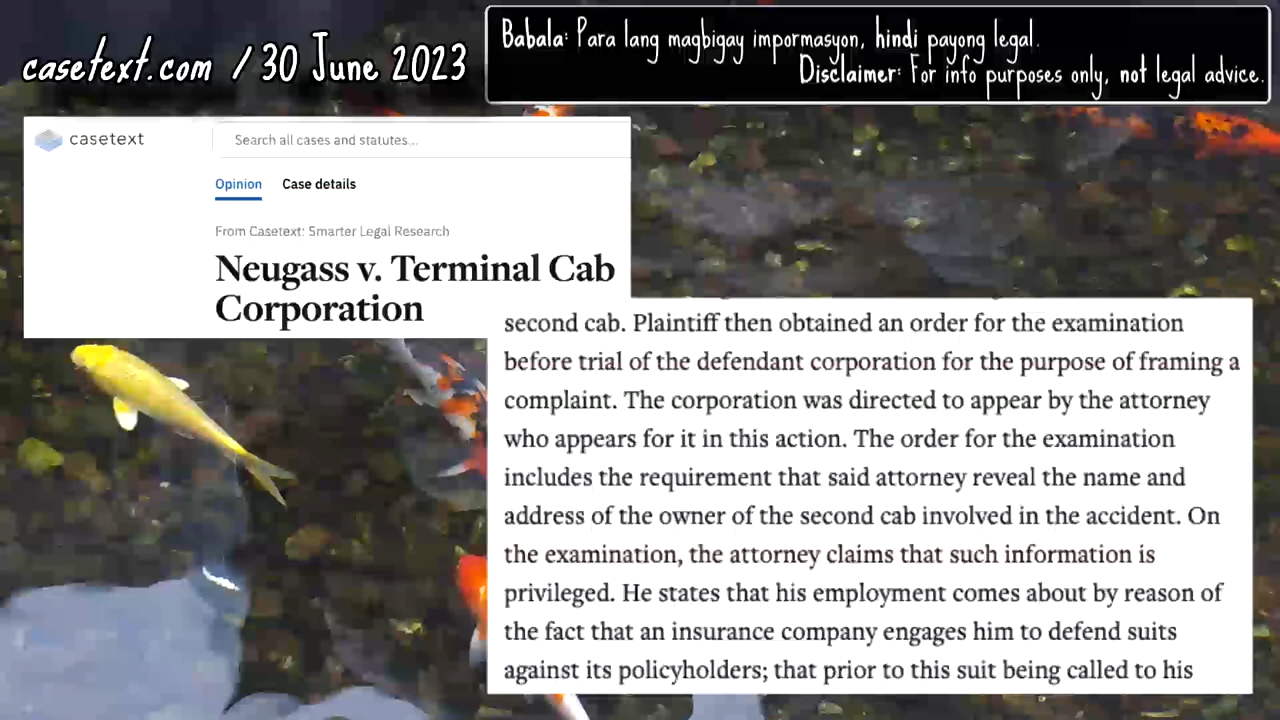 casetext.com / 30 June 2023
Babala: Para lang magbigay impormasyon, hindi payong legal.
Disclaimer: For info purposes only, not legal advice.
casetext
Search all cases and statutes...
Opinion Case details
From Casetext: Smarter Legal Research
Neugass v. Terminal Cab
Corporation
second cab. Plaintiff then obtained an order for the examination
before trial of the defendant corporation for the purpose of framing a
complaint. The corporation was directed to appear by the attorney
who appears for it in this action. The order for the examination
includes the requirement that said attorney reveal the name and
address of the owner of the second cab involved in the accident. On
the examination, the attorney claims that such information is
privileged. He states that his employment comes about by reason of
the fact that an insurance company engages him to defend suits
against its policyholders; that prior to this suit being called to his